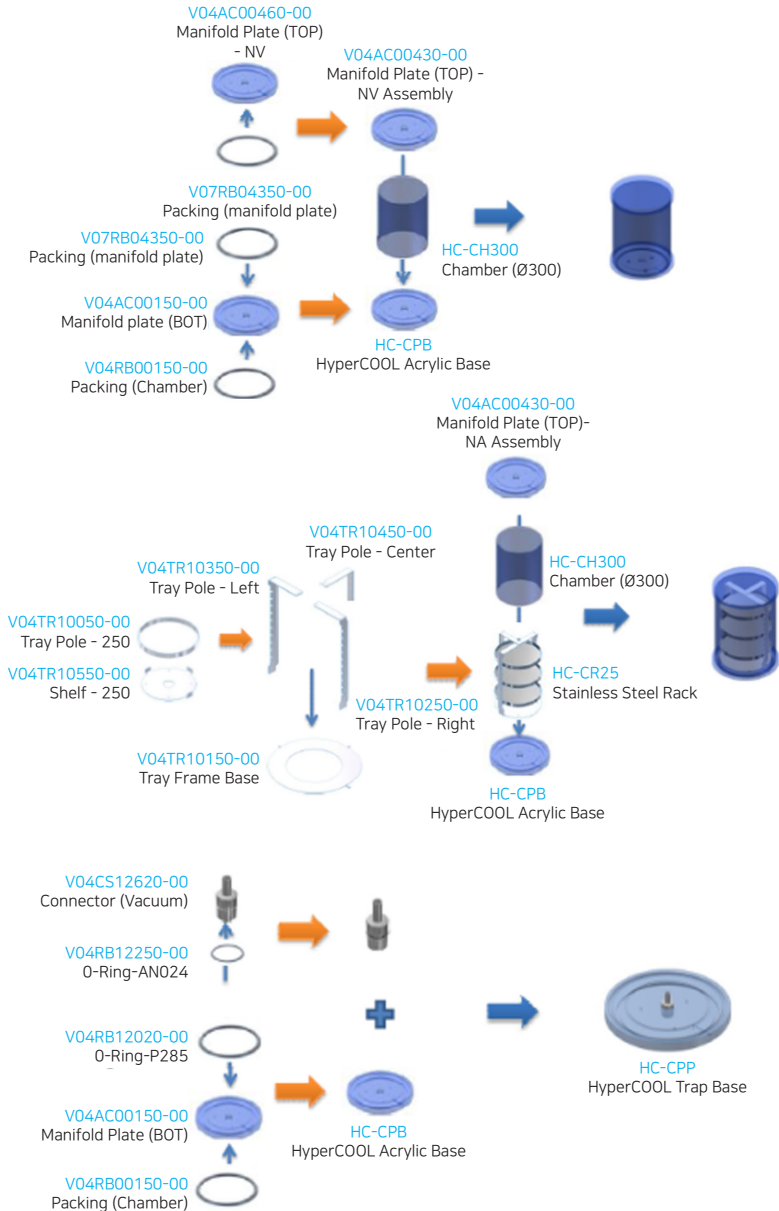 V04AC00460-00
Manifold Plate (TOP)
- NV
V04AC00430-00
Manifold Plate (TOP) -
NV Assembly
V07RB04350-00
Packing (manifold plate)
V07RB04350-00
Packing (manifold plate)
HC-CH300
Chamber (Ø300)
V04AC00150-00
Manifold plate (BOT)
HC-CPB
HyperCOOL Acrylic Base
V04RB00150-00
Packing (Chamber)
V04AC00430-00
Manifold Plate (TOP)-
NA Assembly
V04TR10450-00
Tray Pole - Center
V04TR10350-00
Tray Pole - Left
HC-CH300
Chamber (Ø300)
V04TR10050-00
Tray Pole - 250
V04TR10550-00
Shelf - 250
HC-CR25
Stainless Steel Rack
V04TR10250-00
Tray Pole - Right
V04TR10150-00
Tray Frame Base
HC-CPB
HyperCOOL Acrylic Base
V04CS12620-00
Connector (Vacuum)
V04RB12250-00
0-Ring-AN024
V04RB12020-00
0-Ring-P285
HC-CPP
HyperCOOL Trap Base
V04AC00150-00
Manifold Plate (BOT)
HC-CPB
HyperCOOL Acrylic Base
V04RB00150-00
Packing (Chamber)